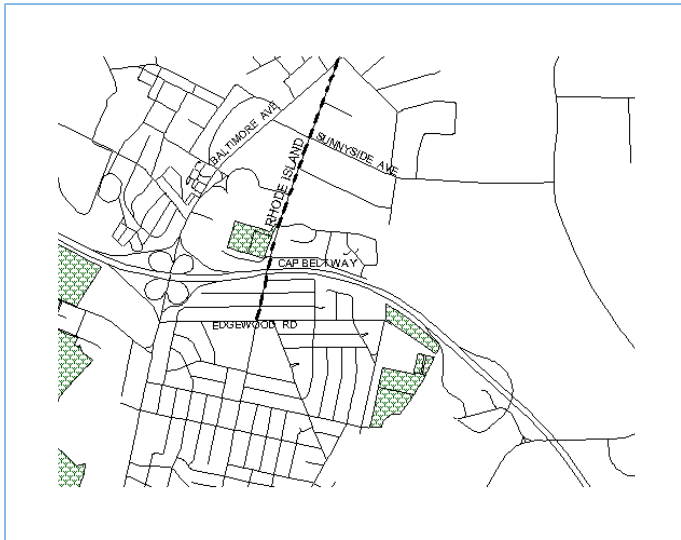 BALTIMORE AVE
SUNNYSIDE AVE
RHODE ISLAND
CAP BELTWAY
EDGEWOOD RD